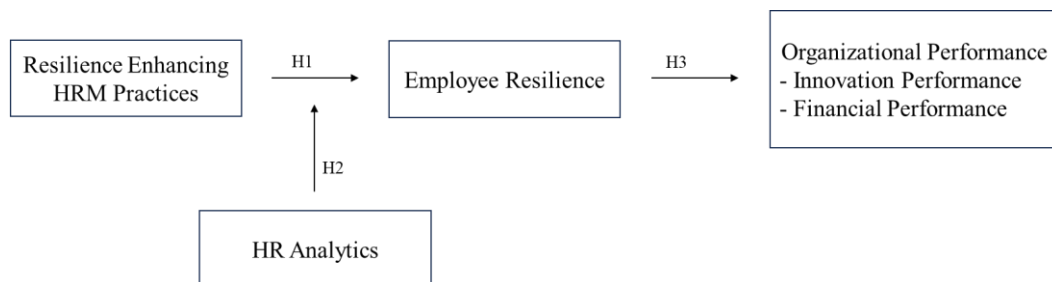 Resilience Enhancing
HRM Practices
H1
Employee Resilience
H3
Organizational Performance
- Innovation Performance
- Financial Performance
H2
HR Analytics